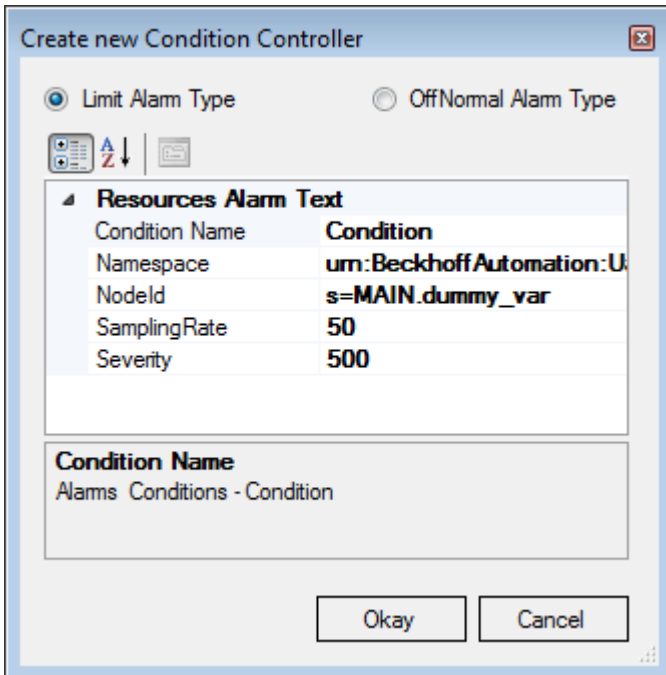 Create new Condition Controller
Limit Alarm Type OffNormal Alarm Type
A
Z
Resources Alarm Text
Condition Name Condition
Namespace urn:BeckhoffAutomation:U
NodeId s=MAIN.dummy_var
SamplingRate 50
Severity 500
Condition Name
Alarms Conditions - Condition
Okay Cancel